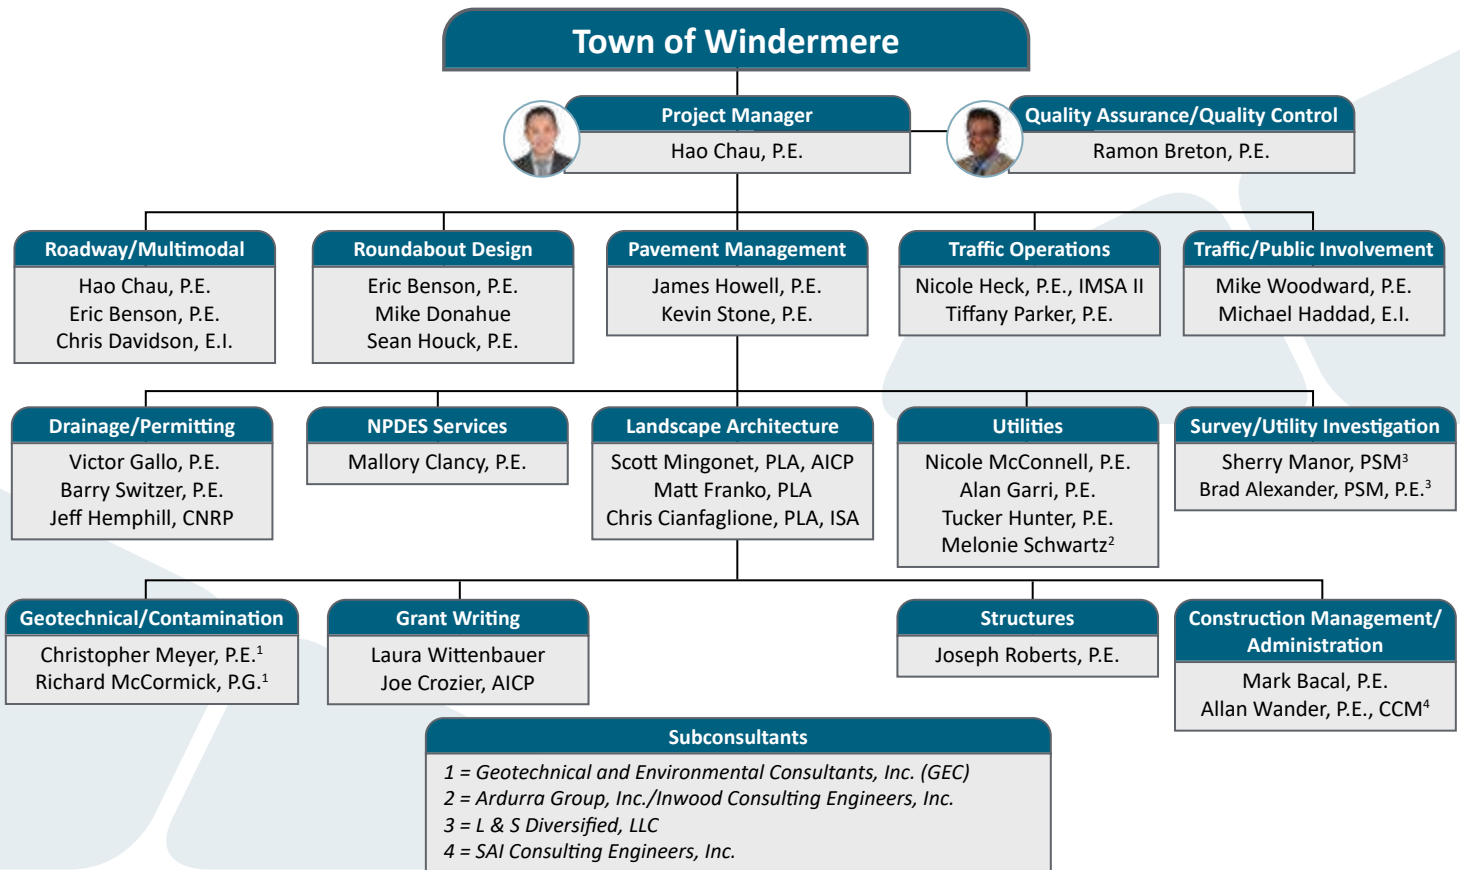 Town of Windermere
Project Manager
Hao Chau, P.E.
Quality Assurance/Quality Control
Ramon Breton, P.E.
Roadway/Multimodal
Hao Chau, P.E.
Eric Benson, P.E.
Chris Davidson, E.I.
Roundabout Design
Eric Benson, P.E.
Mike Donahue
Sean Houck, P.E.
Pavement Management
James Howell, P.E.
Kevin Stone, P.E.
Traffic Operations
Nicole Heck, P.E., IMSA II
Tiffany Parker, P.E.
Traffic/Public Involvement
Mike Woodward, P.E.
Michael Haddad, E.I.
Drainage/Permitting
Victor Gallo, P.E.
Barry Switzer, P.E.
Jeff Hemphill, CNRP
NPDES Services
Mallory Clancy, P.E.
Landscape Architecture
Scott Mingonet, PLA, AICP
Matt Franko, PLA
Chris Cianfaglione, PLA, ISA
Utilities
Nicole McConnell, P.E.
Alan Garri, P.E.
Tucker Hunter, P.E.
Melonie Schwartz²
Survey/Utility Investigation
Sherry Manor, PSM³
Brad Alexander, PSM, P.E.³
Geotechnical/Contamination
Christopher Meyer, P.E.¹
Richard McCormick, P.G.¹
Grant Writing
Laura Wittenbauer
Joe Crozier, AICP
Structures
Joseph Roberts, P.E.
Construction Management/
Administration
Mark Bacal, P.E.
Allan Wander, P.E., CCM⁴
Subconsultants
1 = Geotechnical and Environmental Consultants, Inc. (GEC)
2 = Ardurra Group, Inc./Inwood Consulting Engineers, Inc.
3 = L & S Diversified, LLC
4 = SAI Consulting Engineers, Inc.